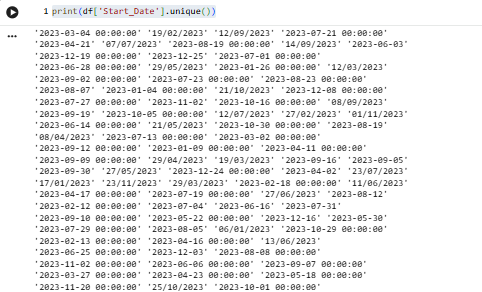 1 print(df['Start_Date'].unique())
'2023-03-04 00:00:00' '19/02/2023' '12/09/2023' '2023-07-21 00:00:00'
'2023-04-21' '07/07/2023' '2023-08-19 00:00:00' '14/09/2023' '2023-06-03'
'2023-12-19 00:00:00' '2023-12-25' '2023-07-01 00:00:00'
'2023-06-28 00:00:00' '29/05/2023' '2023-01-26 00:00:00' '12/03/2023'
'2023-09-02 00:00:00' '2023-07-23 00:00:00' '2023-08-23 00:00:00'
'2023-08-07' '2023-01-04 00:00:00' '21/10/2023' '2023-12-08 00:00:00'
'2023-07-27 00:00:00' '2023-11-02' '2023-10-16 00:00:00' '08/09/2023'
'2023-09-19' '2023-10-05 00:00:00' '12/07/2023' '27/02/2023' '01/11/2023'
'2023-06-14 00:00:00' '21/05/2023' '2023-10-30 00:00:00' '2023-08-19'
'08/04/2023' '2023-07-13 00:00:00' '2023-03-02 00:00:00'
'2023-09-12 00:00:00' '2023-01-09 00:00:00' '2023-04-11 00:00:00'
'2023-09-09 00:00:00' '29/04/2023' '19/03/2023' '2023-09-16' '2023-09-05'
'2023-09-30' '27/05/2023' '2023-12-24 00:00:00' '2023-04-02' '23/07/2023'
'17/01/2023' '23/11/2023' '29/03/2023' '2023-02-18 00:00:00' '11/06/2023'
'2023-04-17 00:00:00' '2023-07-19 00:00:00' '27/06/2023' '2023-08-12'
'2023-02-12 00:00:00' '2023-07-04' '2023-06-16' '2023-07-31'
'2023-09-10 00:00:00' '2023-05-22 00:00:00' '2023-12-16' '2023-05-30'
'2023-07-29 00:00:00' '2023-08-05' '06/01/2023' '2023-10-29 00:00:00'
'2023-02-13 00:00:00' '2023-04-16 00:00:00' '13/06/2023'
'2023-06-25 00:00:00' '2023-12-03' '2023-08-08 00:00:00'
'2023-11-02 00:00:00' '2023-06-06 00:00:00' '2023-09-07 00:00:00'
'2023-03-27 00:00:00' '2023-04-23 00:00:00' '2023-05-18 00:00:00'
'2023-11-20 00:00:00' '25/10/2023' '2023-10-01 00:00:00'